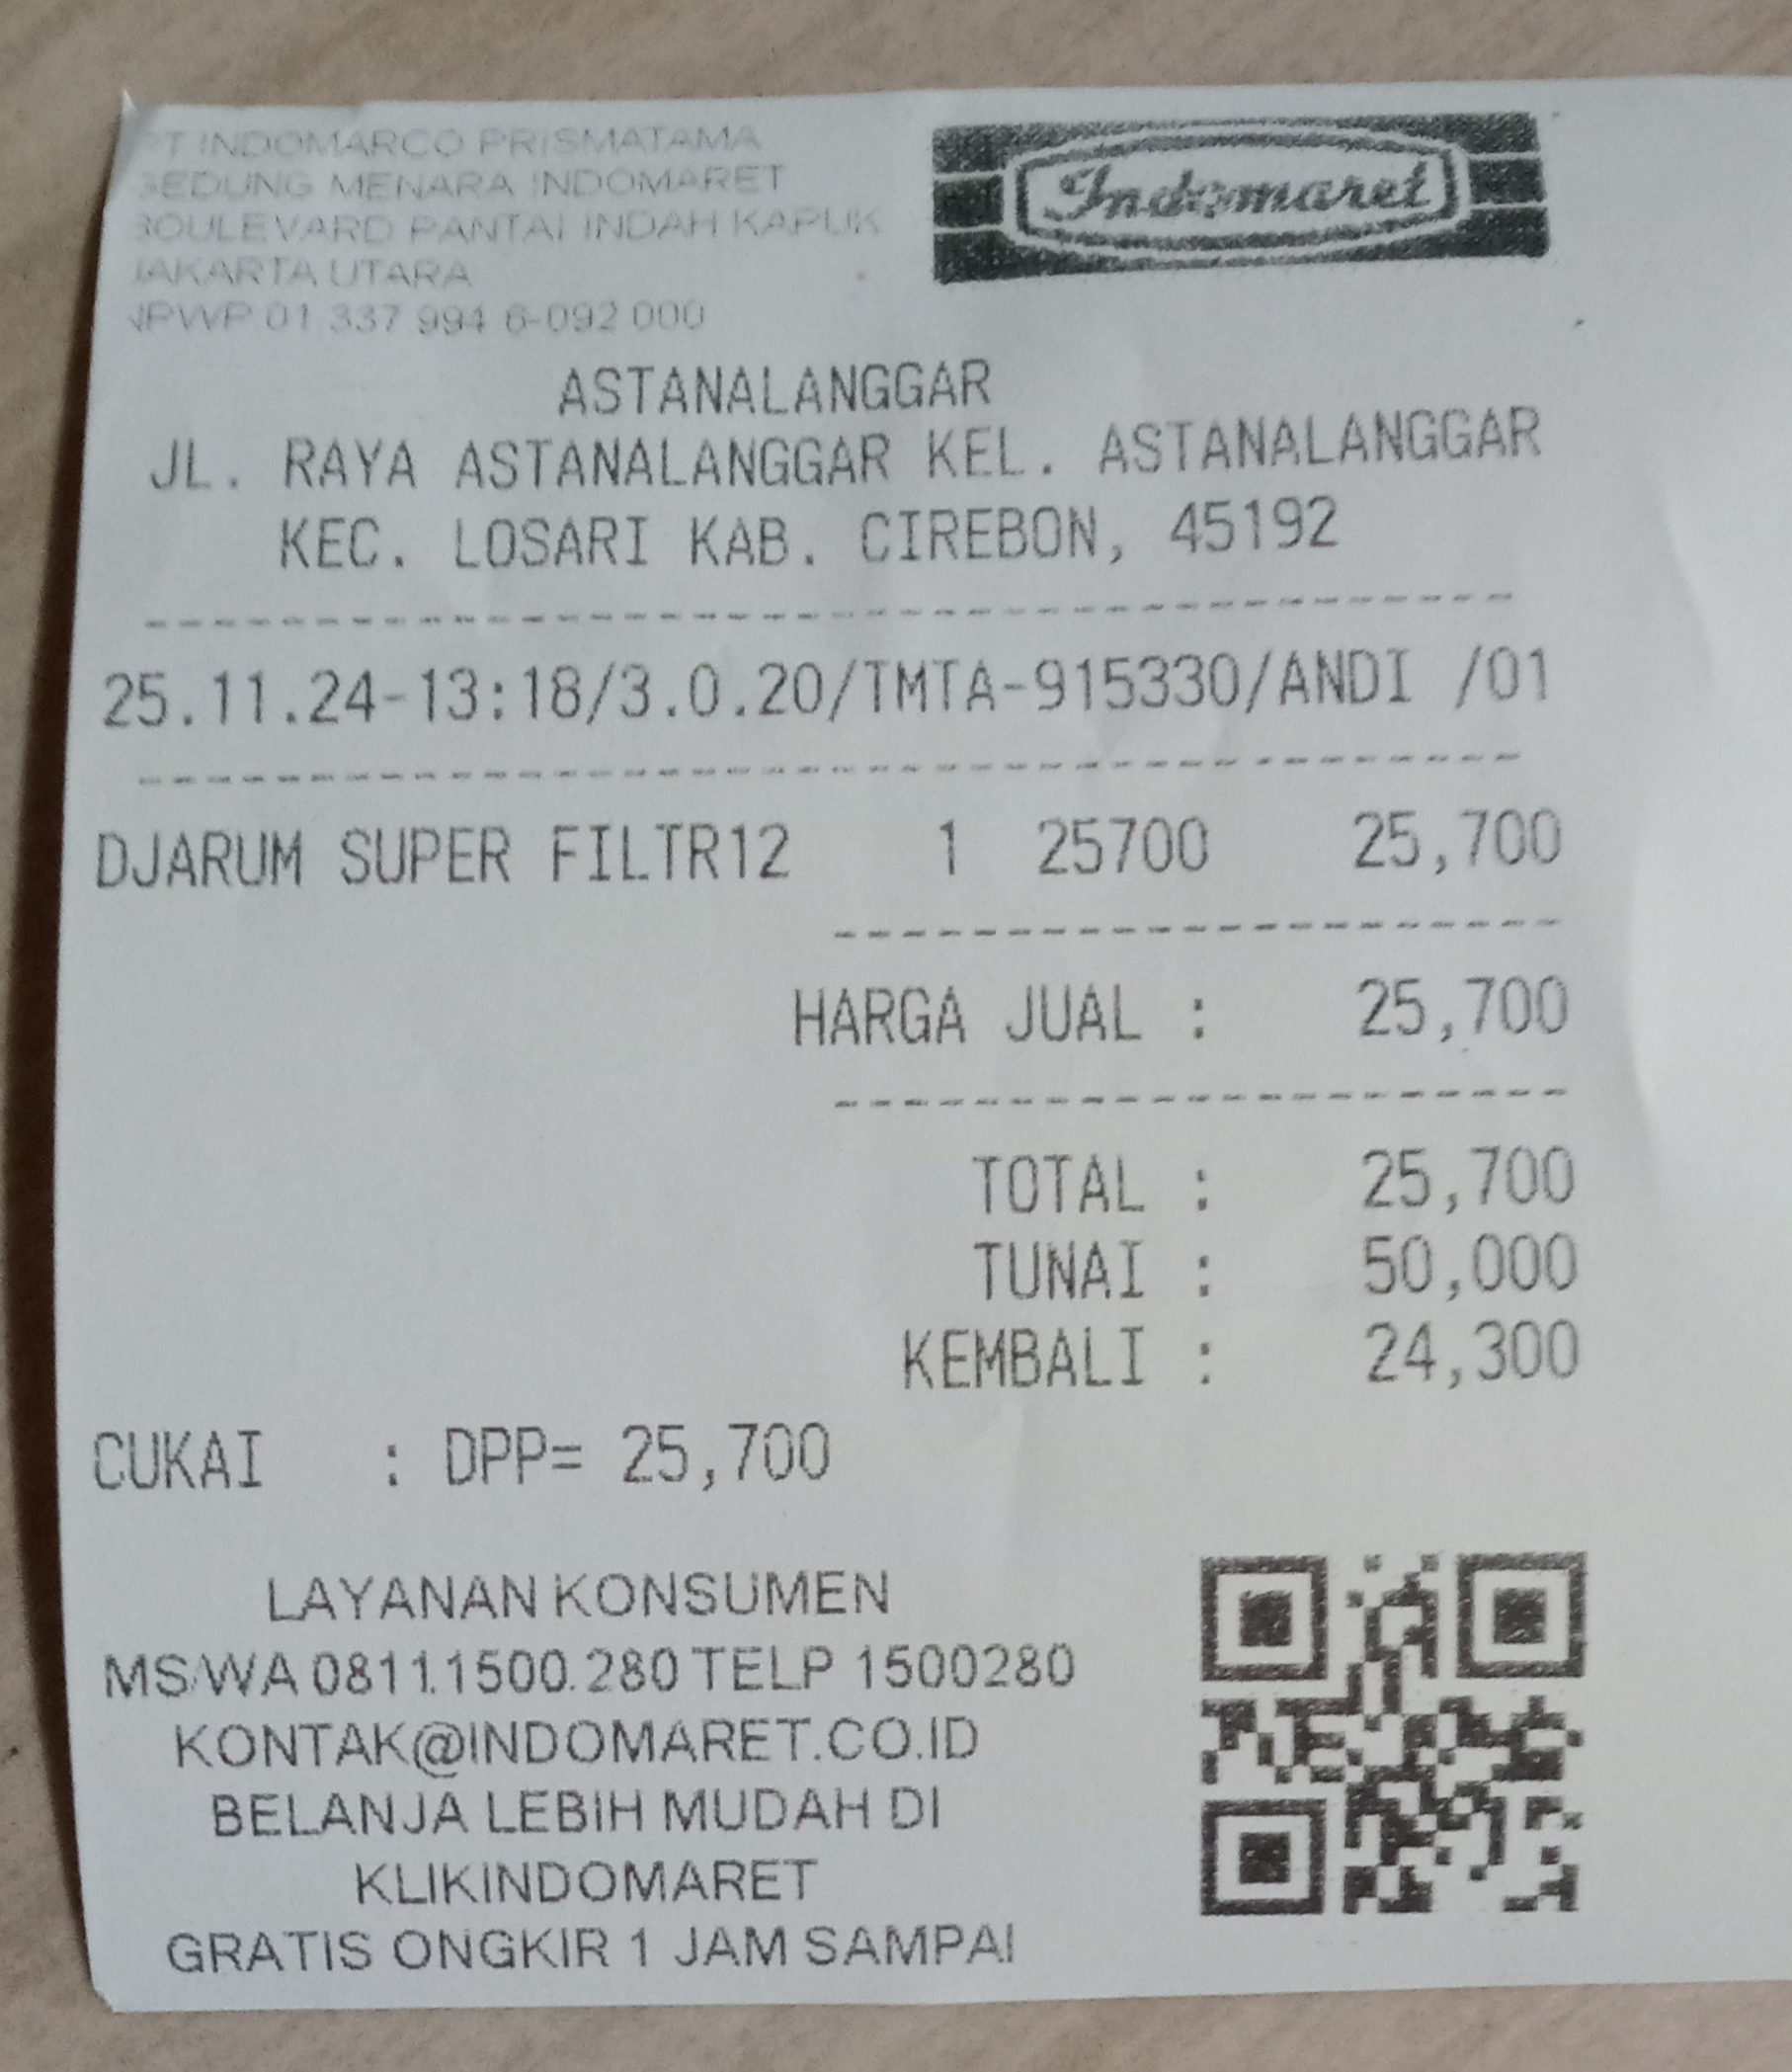 PT INDOMARCO PRISMATAMA
GEDUNG MENARA INDOMARET
BOULEVARD PANTAI INDAH KAPUK
JAKARTA UTARA
NPWP 01 337 994 6-092 000
Indomaret
ASTANALANGGAR
JL. RAYA ASTANALANGGAR KEL. ASTANALANGGAR
KEC. LOSARI KAB. CIREBON, 45192
25.11.24-13:18/3.0.20/TMTA-915330/ANDI /01
DJARUM SUPER FILTR12 1 25700 25,700
HARGA JUAL : 25,700
TOTAL : 25,700
TUNAI : 50,000
KEMBALI : 24,300
CUKAI : DPP= 25,700
LAYANAN KONSUMEN
MS/WA 0811.1500.280 TELP 1500280
KONTAK@INDOMARET.CO.ID
BELANJA LEBIH MUDAH DI
KLIKINDOMARET
GRATIS ONGKIR 1 JAM SAMPAI